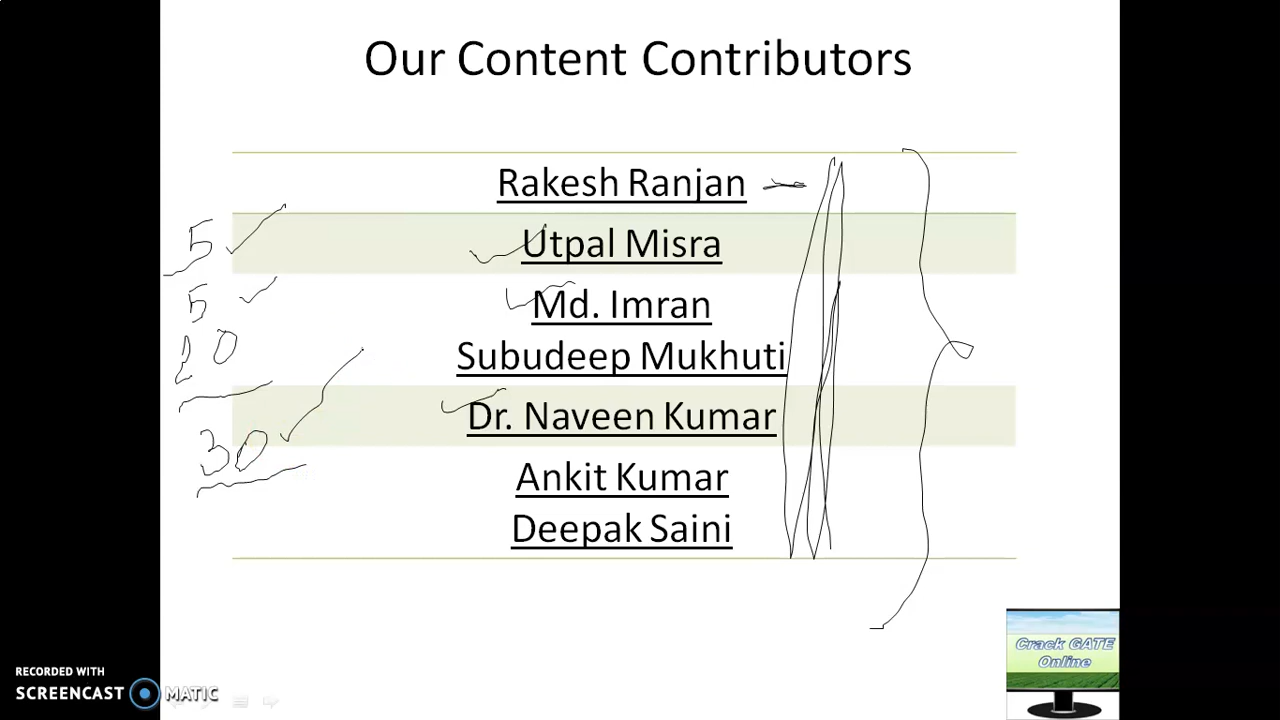 Our Content Contributors
Rakesh Ranjan
5
Utpal Misra
5
Md. Imran
20
Subudeep Mukhuti
30
Dr. Naveen Kumar
Ankit Kumar
Deepak Saini
Crack GATE
Online
RECORDED WITH
SCREENCAST MATIC